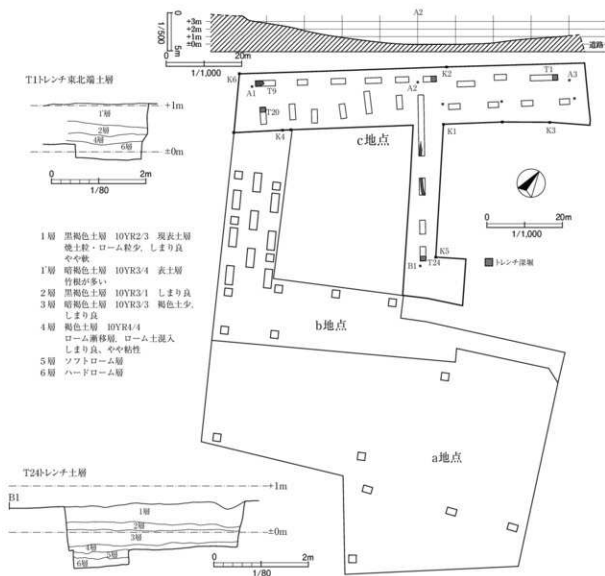 A2
0
5m
1/500
+3m
+2m
+1m
±0m
道路
0
20m
1/1,000
T1トレンチ東北端土層
+1m
1'層
2層
4層
6層
±0m
0
2m
1/80
K6
A1
T9
T20
K4
A2
K2
T1
A3
K1
K3
c地点
0
20m
1/1,000
トレンチ深堀
K5
T24
B1
b地点
a地点
1層 黒褐色土層 10YR2/3 現表土層
焼土粒・ローム粒少、しまり良
やや軟
1'層 暗褐色土層 10YR3/4 表土層
竹根が多い
2層 黒褐色土層 10YR3/1 しまり良
3層 暗褐色土層 10YR3/3 褐色土少、
しまり良
4層 褐色土層 10YR4/4
ローム漸移層、ローム土混入
しまり良、やや粘性
5層 ソフトローム層
6層 ハードローム層
T24トレンチ土層
B1
+1m
1層
2層
3層
4層
5層
6層
±0m
0
2m
1/80